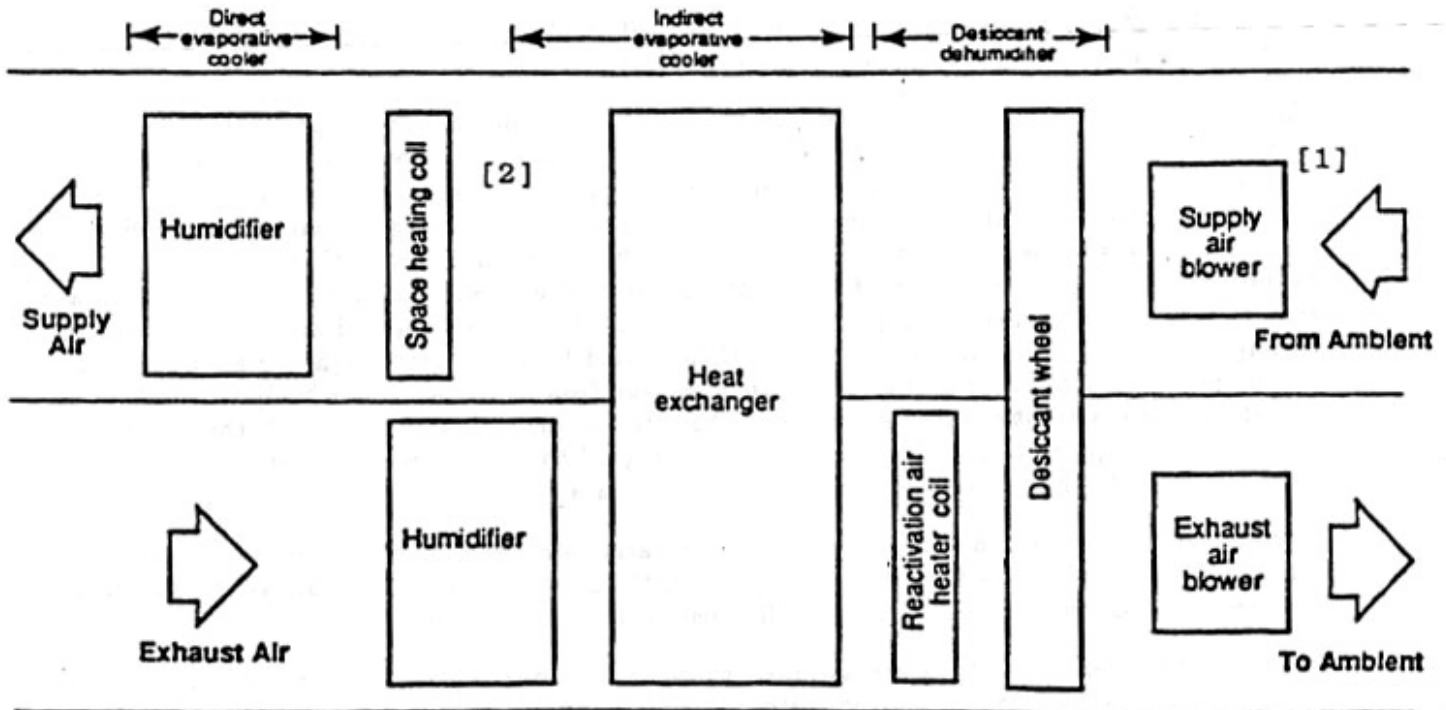 Direct
evaporative
cooler
Indirect
evaporative
cooler
Desiccant
dehumidifier
Humidifier
Space heating coil
[2]
Heat
exchanger
Desiccant wheel
Supply
air
blower
[1]
Supply
Air
From Ambient
Humidifier
Reactivation air
heater coil
Exhaust
air
blower
Exhaust Air
To Ambient